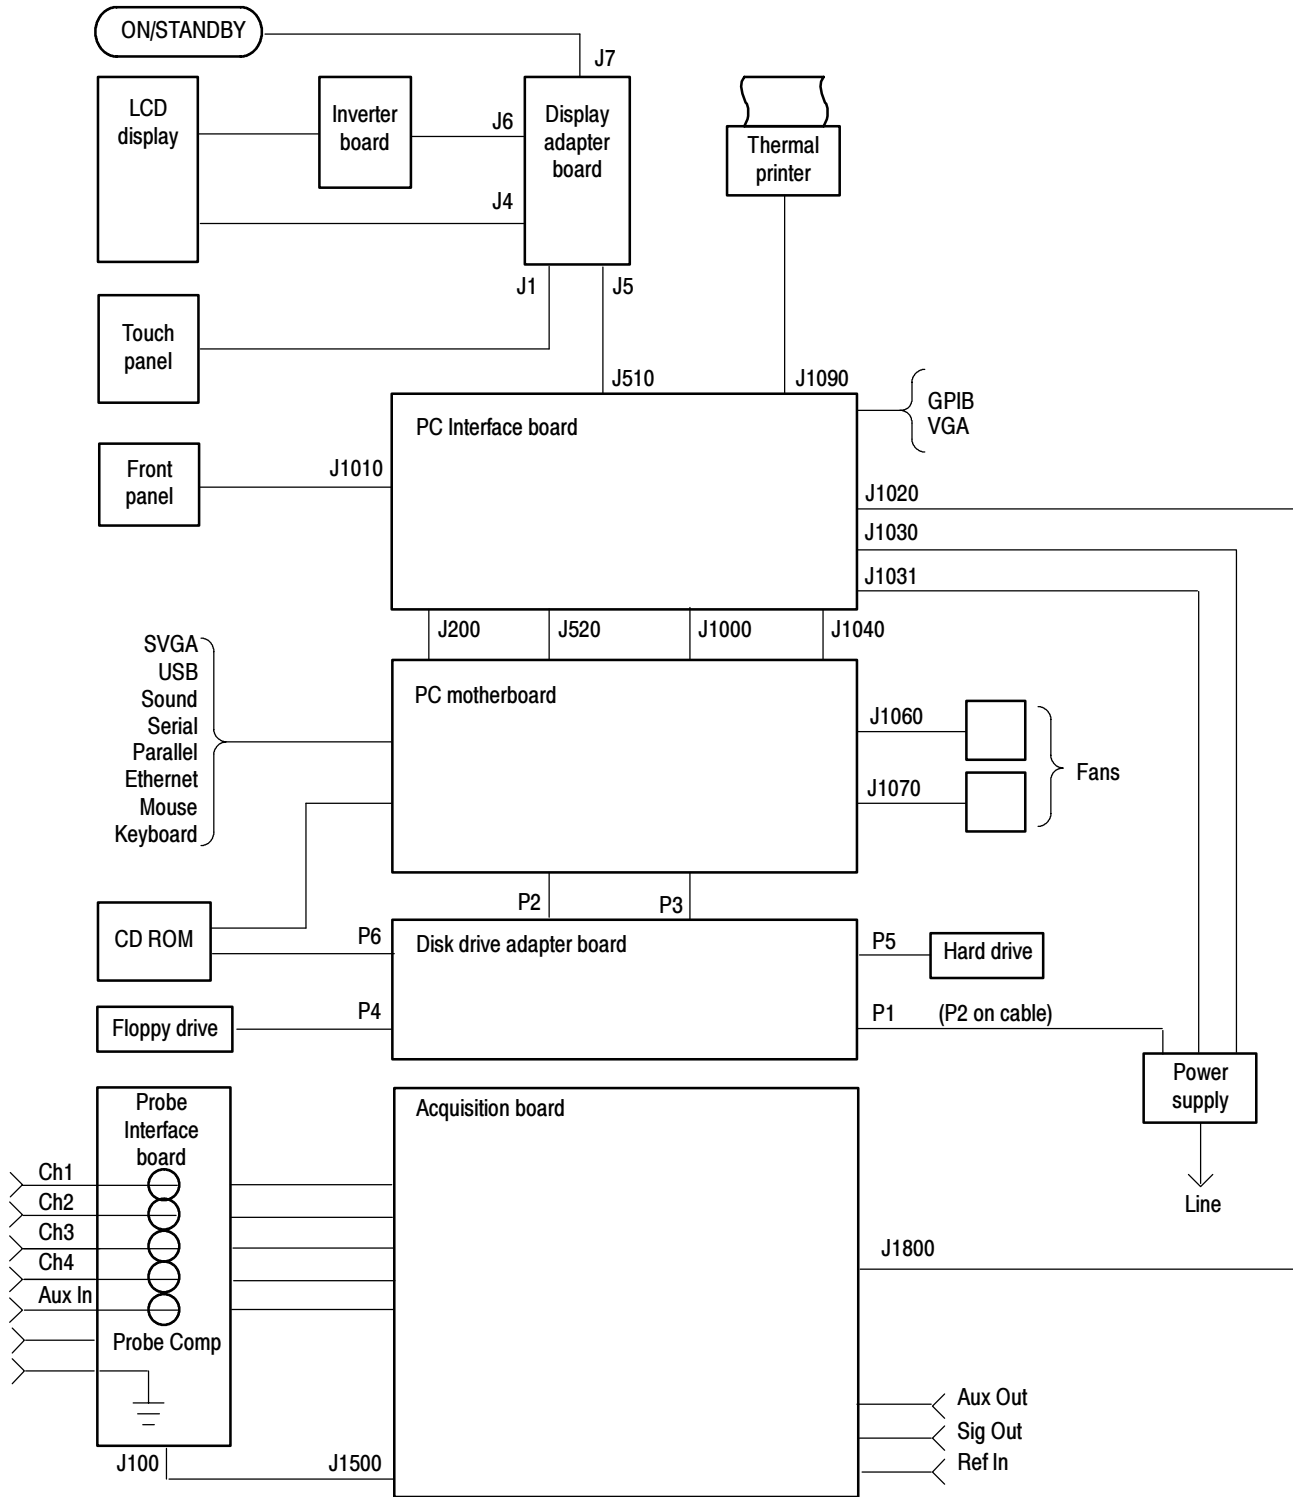 ON/STANDBY
J7
LCD
display
Inverter
board
J6
Display
adapter
board
Thermal
printer
J4
J1
J5
Touch
panel
J510
J1090
GPIB
VGA
PC Interface board
Front
panel
J1010
J1020
J1030
J1031
J200
J520
J1000
J1040
SVGA
USB
Sound
Serial
Parallel
Ethernet
Mouse
Keyboard
PC motherboard
J1060
J1070
Fans
P2
P3
CD ROM
P6
Disk drive adapter board
P5
Hard drive
Floppy drive
P4
P1
(P2 on cable)
Power
supply
Line
Probe
Interface
board
Acquisition board
Ch1
Ch2
Ch3
Ch4
Aux In
Probe Comp
J1800
Aux Out
Sig Out
Ref In
J100
J1500